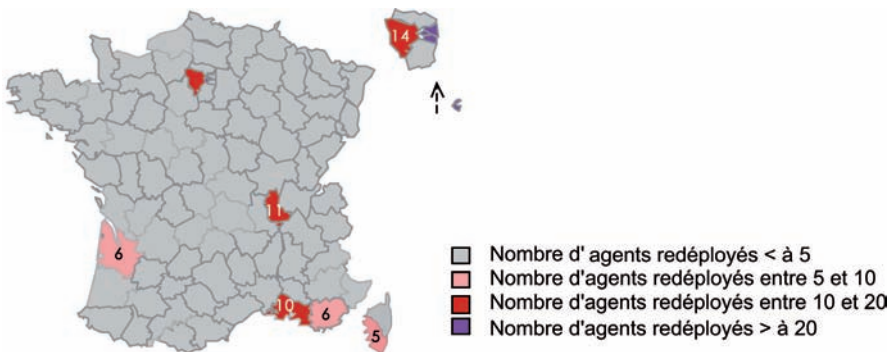 14
11
6
10
6
5
Nombre d' agents redéployés < à 5
Nombre d'agents redéployés entre 5 et 10
Nombre d'agents redéployés entre 10 et 20
Nombre d'agents redéployés > à 20